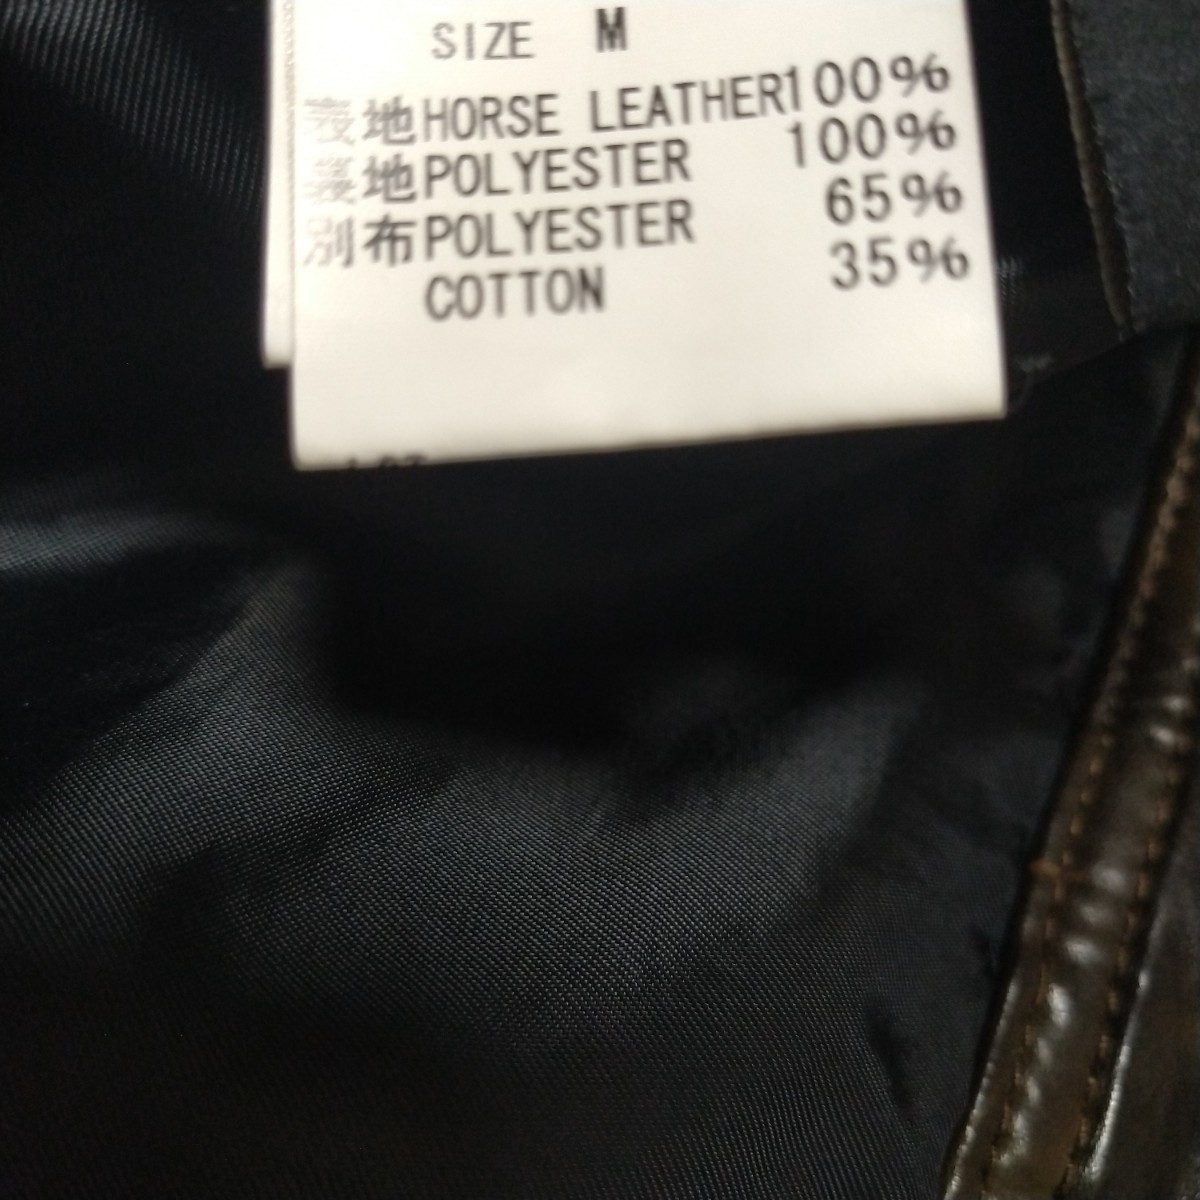 SIZE M
表地HORSE LEATHER100%
裏地POLYESTER 100%
別布POLYESTER 65%
COTTON 35%